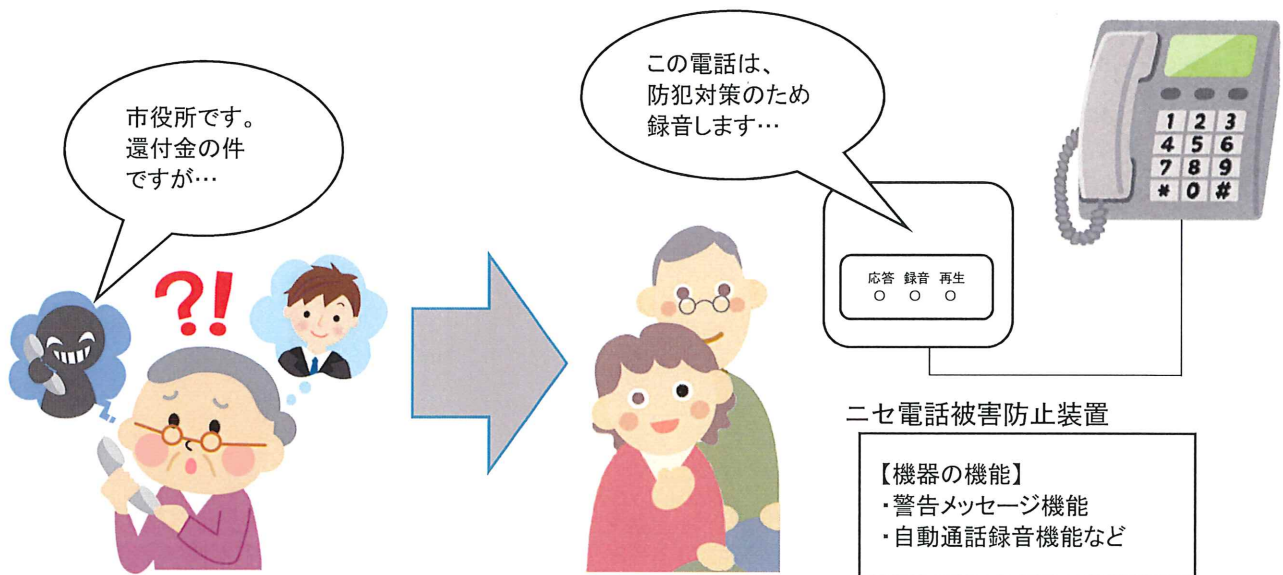 市役所です。
還付金の件
ですが…
?!
この電話は、
防犯対策のため
録音します…
1 2 3
4 5 6
7 8 9
* 0 #
応答 録音 再生
ニセ電話被害防止装置
【機器の機能】
・警告メッセージ機能
・自動通話録音機能など